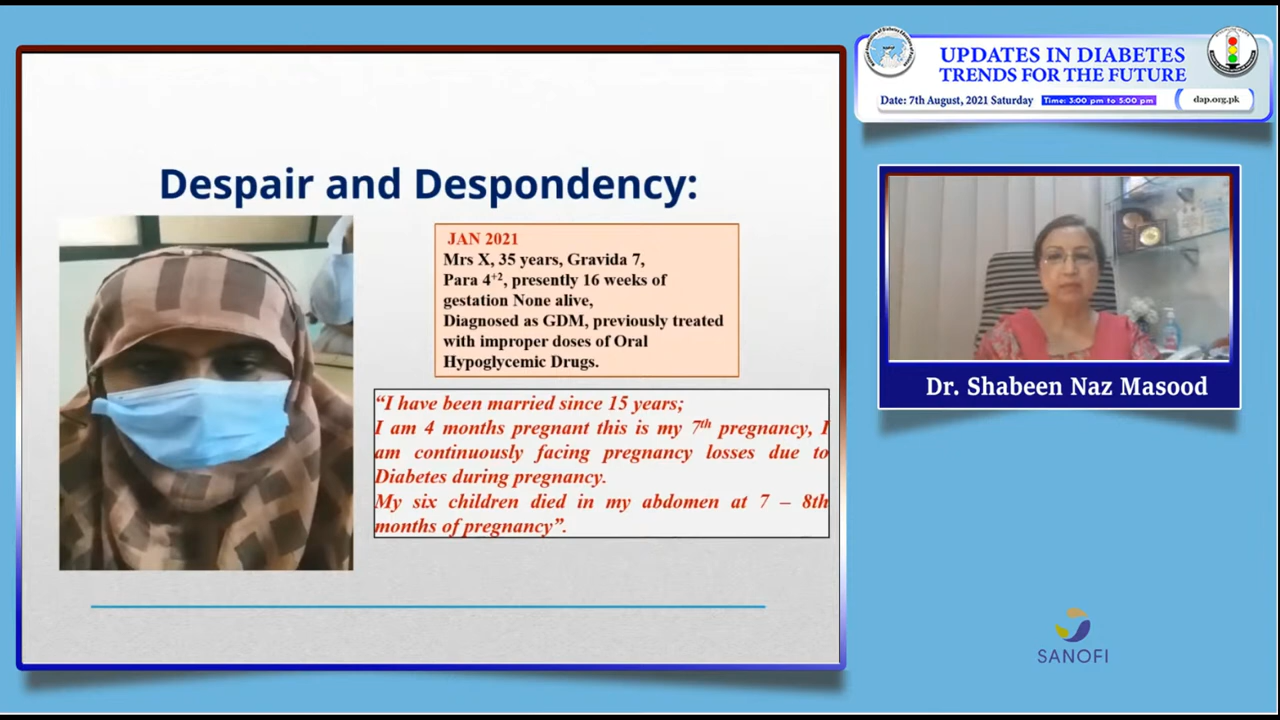 Despair and Despondency:
JAN 2021
Mrs X, 35 years, Gravida 7,
Para 4+2, presently 16 weeks of
gestation None alive,
Diagnosed as GDM, previously treated
with improper doses of Oral
Hypoglycemic Drugs.
“I have been married since 15 years;
I am 4 months pregnant this is my 7th pregnancy, I
am continuously facing pregnancy losses due to
Diabetes during pregnancy.
My six children died in my abdomen at 7 – 8th
months of pregnancy”.
UPDATES IN DIABETES
TRENDS FOR THE FUTURE
Date: 7th August, 2021 Saturday Time: 3:00 pm to 5:00 pm dap.org.pk
Dr. Shabeen Naz Masood
SANOFI